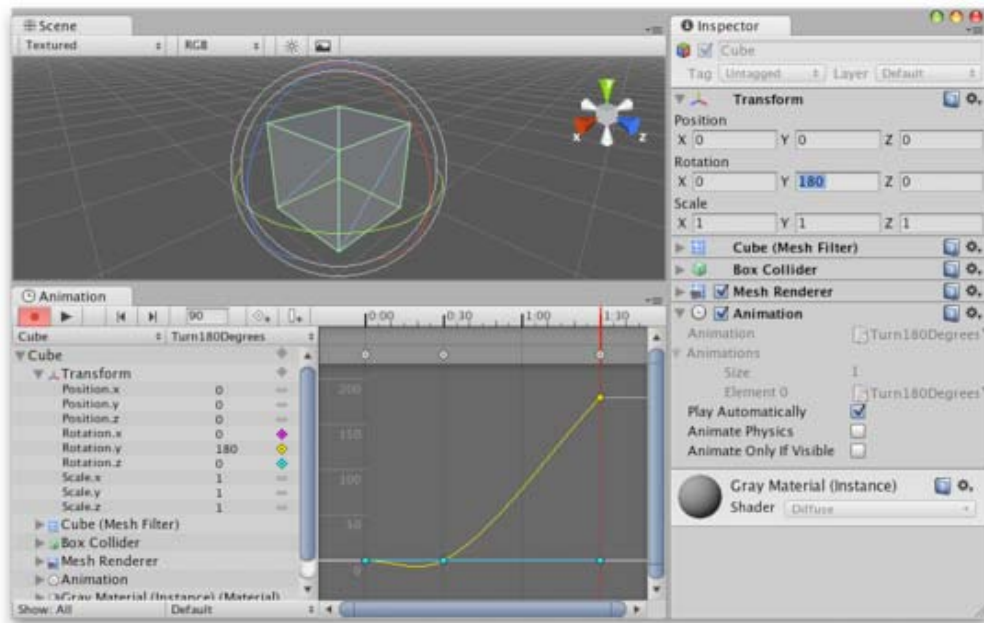 Scene
Textured RGB
Inspector
Cube
Tag Untagged Layer Default
Transform
Position
X 0 Y 0 Z 0
Rotation
X 0 Y 180 Z 0
Scale
X 1 Y 1 Z 1
Cube (Mesh Filter)
Box Collider
Mesh Renderer
Animation
Animation Turn180Degrees
Animations
Size 1
Element 0 Turn180Degrees
Play Automatically
Animate Physics
Animate Only If Visible
Gray Material (Instance)
Shader Diffuse
x z
Animation
90 0:00 0:30 1:00 1:30
Cube Turn180Degrees
Cube
Transform
Position.x 0
Position.y 0
Position.z 0
Rotation.x 0
Rotation.y 180
Rotation.z 0
Scale.x 1
Scale.y 1
Scale.z 1
Cube (Mesh Filter)
Box Collider
Mesh Renderer
Animation
Gray Material (Instance) (Material)
Show: All Default
200
150
100
50
0